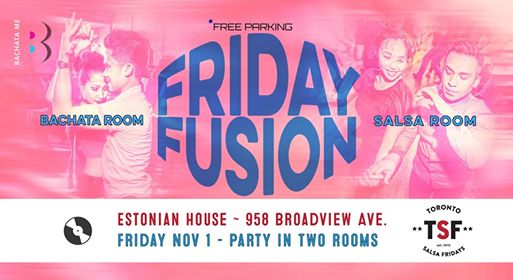 BACHATA ME
*FREE PARKING
FRIDAY
FUSION
BACHATA ROOM
SALSA ROOM
ESTONIAN HOUSE ~ 958 BROADVIEW AVE.
FRIDAY NOV 1 - PARTY IN TWO ROOMS
TORONTO
TSF
SALSA FRIDAYS